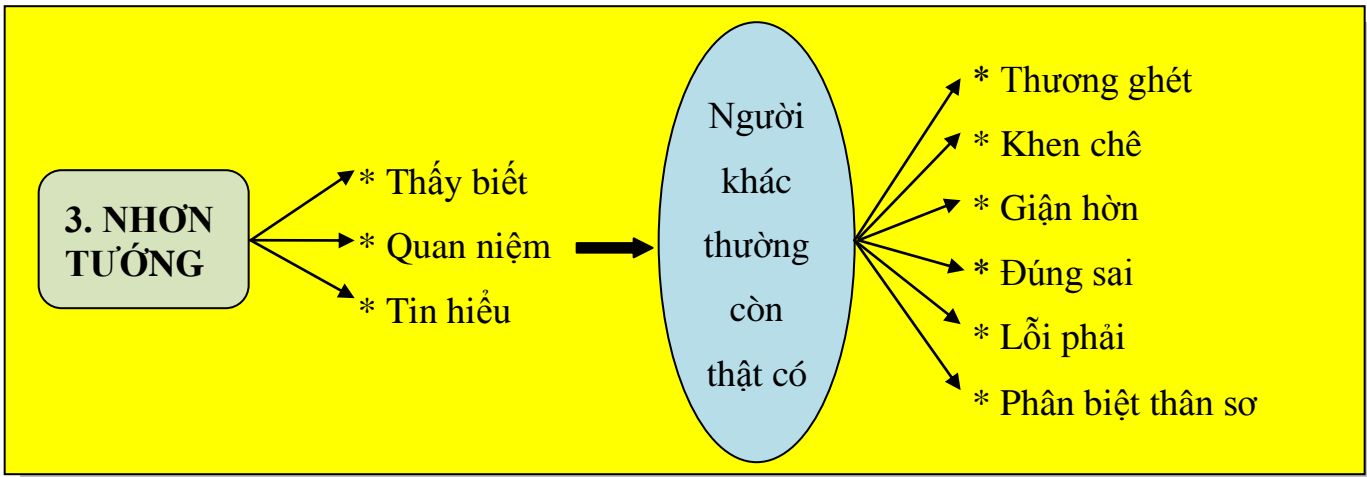 3. NHƠN
TƯỚNG
* Thấy biết
* Quan niệm
* Tin hiểu
Người
khác
thường
còn
thật có
* Thương ghét
* Khen chê
* Giận hờn
* Đúng sai
* Lỗi phải
* Phân biệt thân sơ